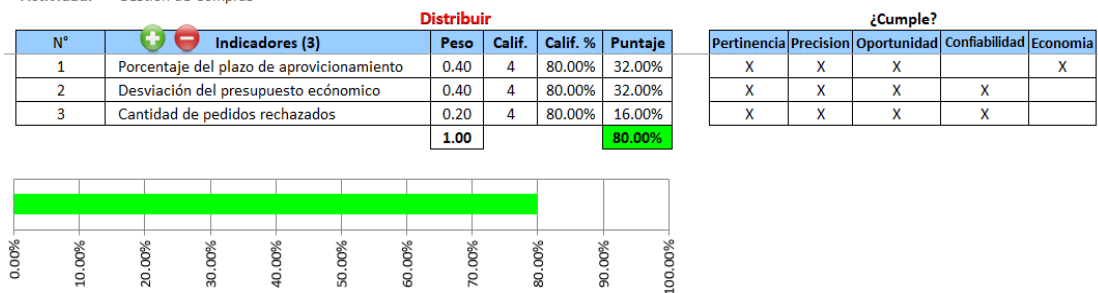 Distribuir ¿Cumple?
N° Indicadores (3) Peso Calif. Calif. % Puntaje Pertinencia Precision Oportunidad Confiabilidad Economia
1 Porcentaje del plazo de aprovicionamiento 0.40 4 80.00% 32.00% X X X X
2 Desviación del presupuesto ecónomico 0.40 4 80.00% 32.00% X X X X
3 Cantidad de pedidos rechazados 0.20 4 80.00% 16.00% X X X X
1.00 80.00%
0.00% 10.00% 20.00% 30.00% 40.00% 50.00% 60.00% 70.00% 80.00% 90.00% 100.00%